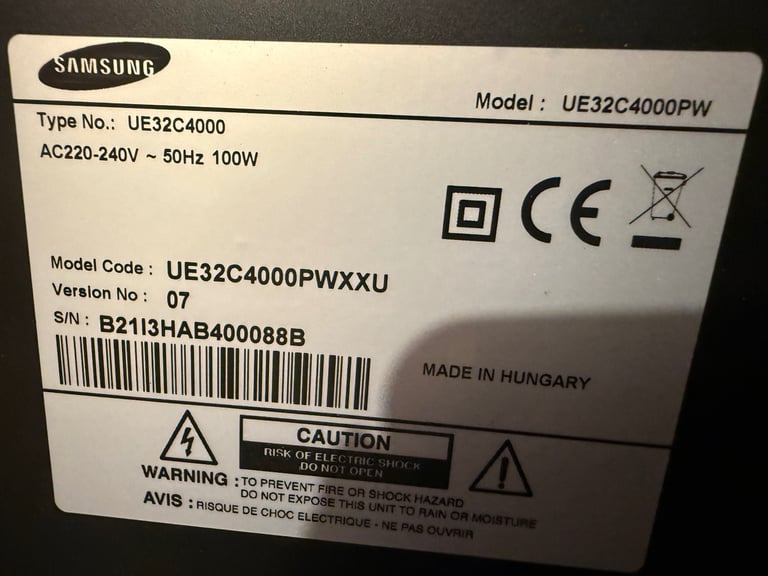 SAMSUNG
Model : UE32C4000PW
Type No.: UE32C4000
AC220-240V ~ 50Hz 100W
CE
Model Code : UE32C4000PWXXU
Version No : 07
S/N : B21I3HAB400088B
MADE IN HUNGARY
CAUTION
RISK OF ELECTRIC SHOCK
DO NOT OPEN
WARNING : TO PREVENT FIRE OR SHOCK HAZARD
DO NOT EXPOSE THIS UNIT TO RAIN OR MOISTURE
AVIS : RISQUE DE CHOC ELECTRIQUE - NE PAS OUVRIR